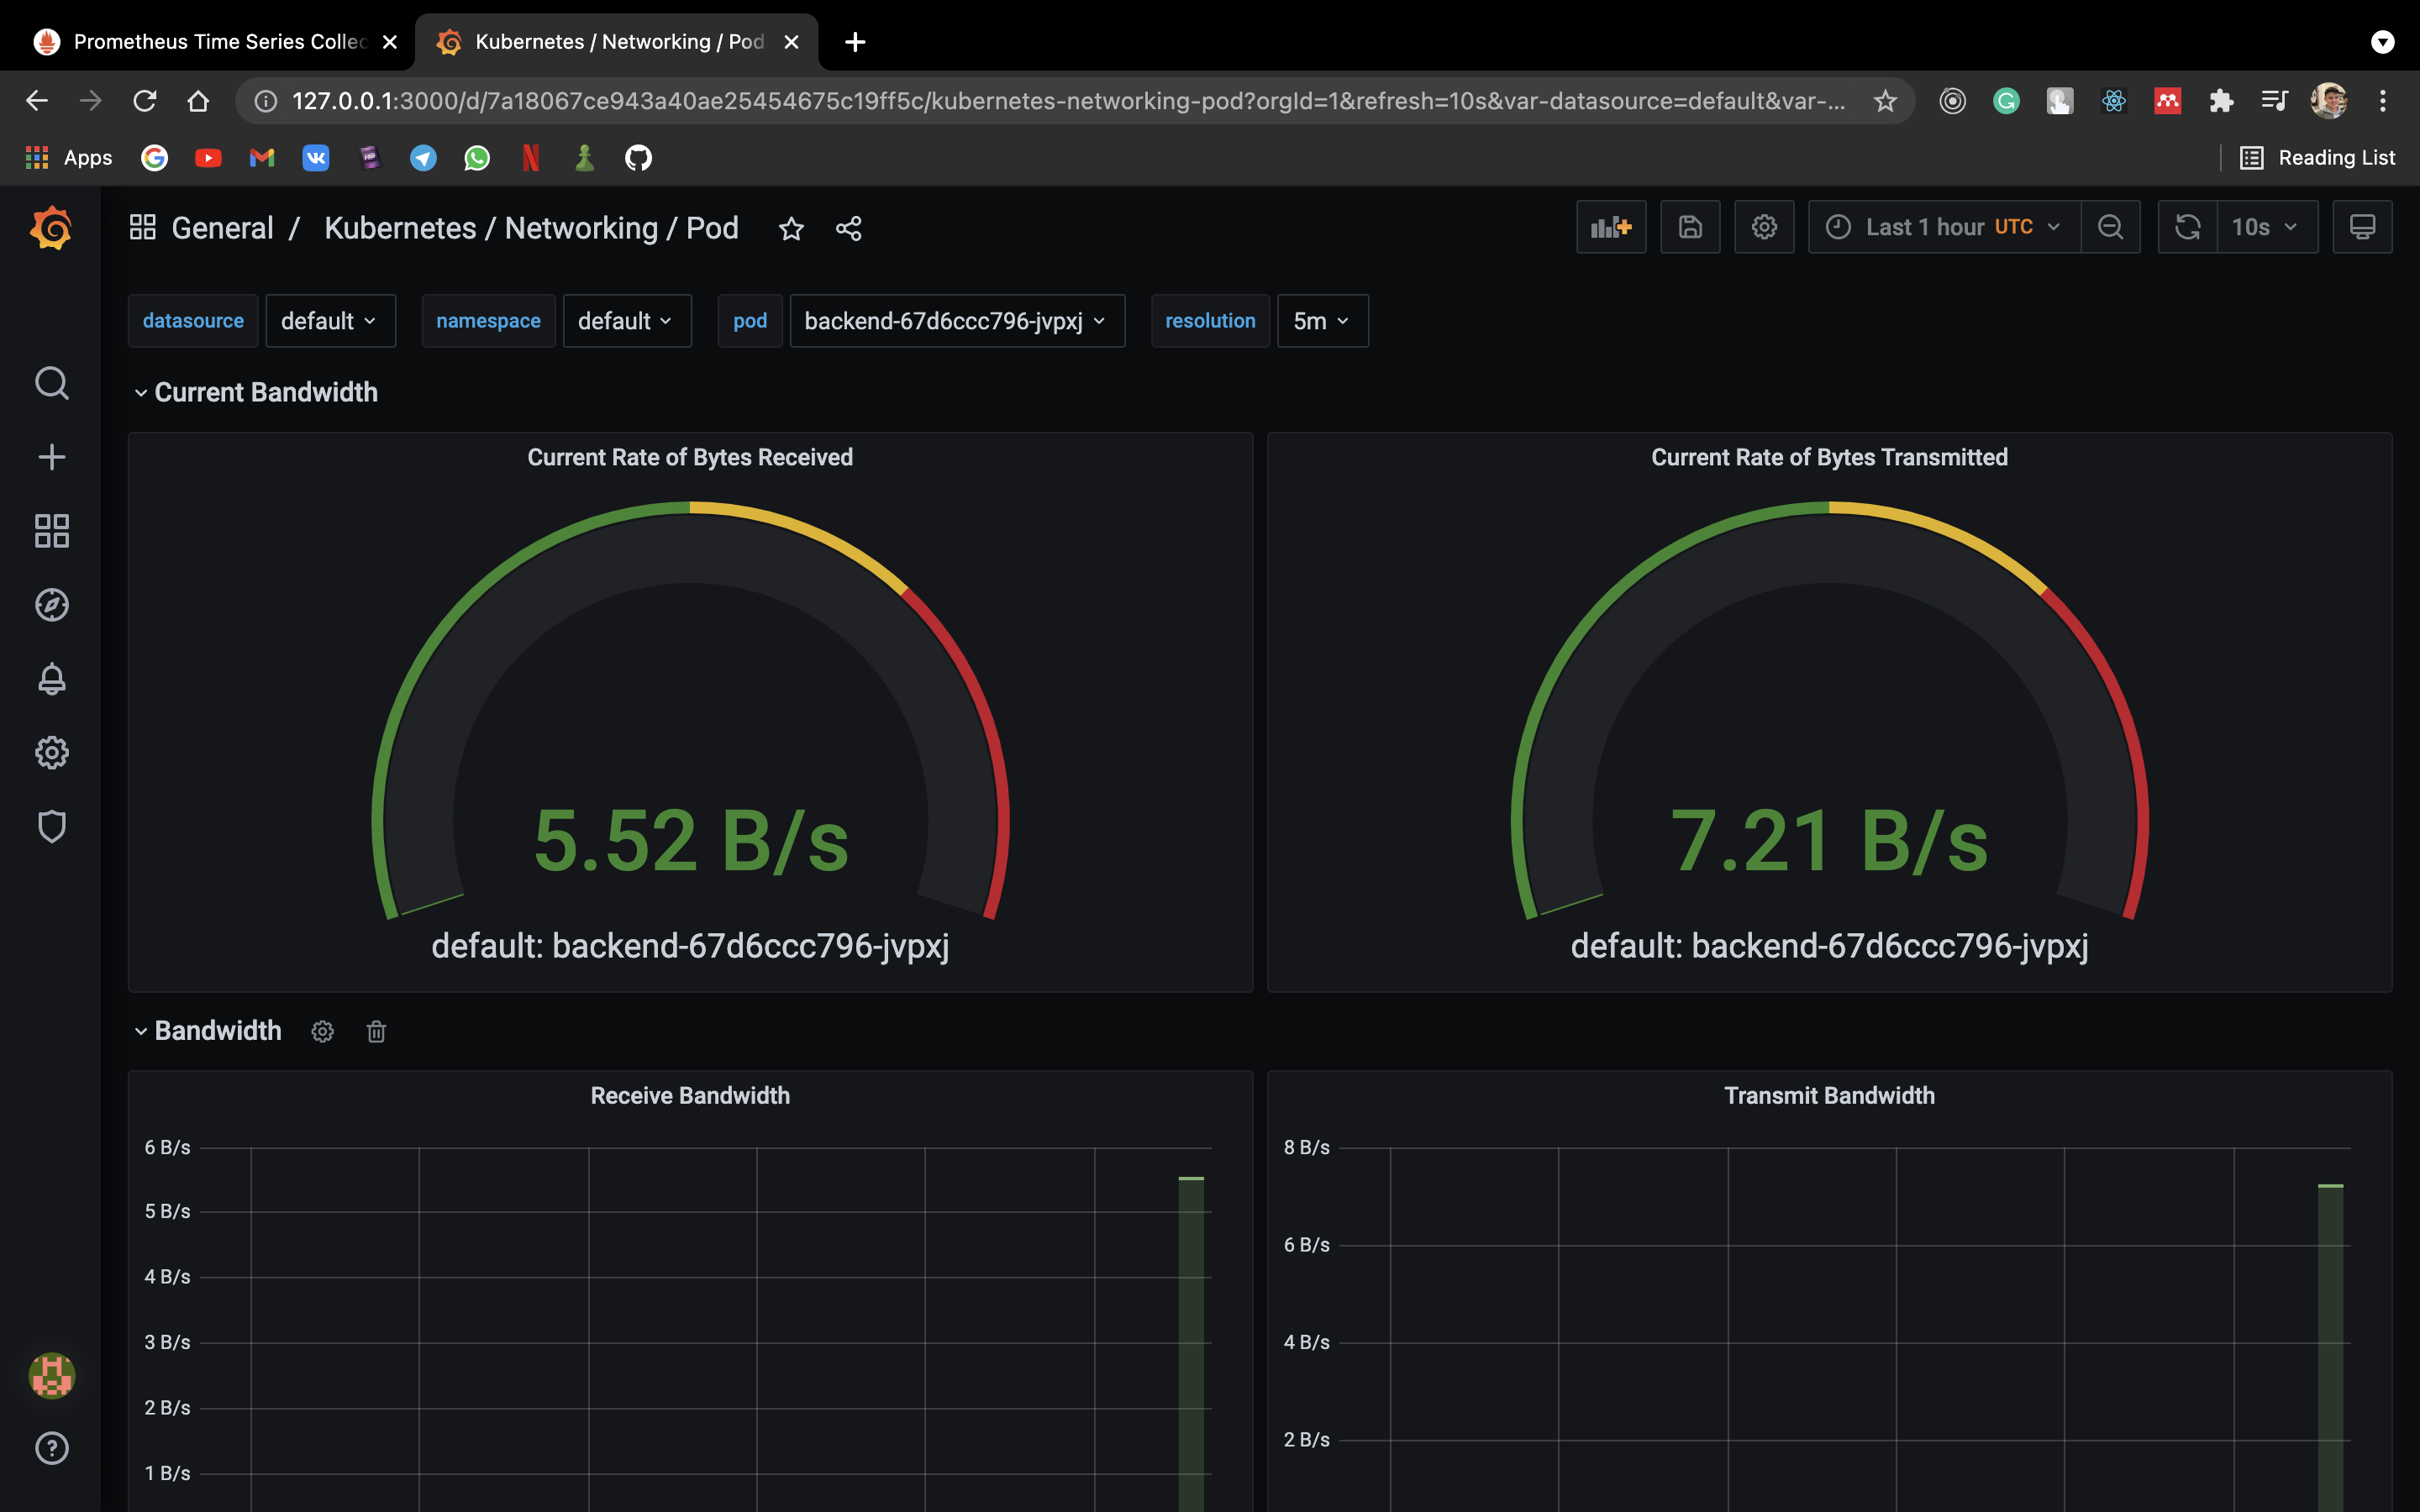 Prometheus Time Series Collec
Kubernetes / Networking / Pod
127.0.0.1:3000/d/7a18067ce943a40ae25454675c19ff5c/kubernetes-networking-pod?orgId=1&refresh=10s&var-datasource=default&var-...
Apps
Reading List
General / Kubernetes / Networking / Pod
Last 1 hour UTC
10s
datasource default namespace default pod backend-67d6ccc796-jvpxj resolution 5m
Current Bandwidth
Current Rate of Bytes Received
5.52 B/s
default: backend-67d6ccc796-jvpxj
Current Rate of Bytes Transmitted
7.21 B/s
default: backend-67d6ccc796-jvpxj
Bandwidth
Receive Bandwidth
6 B/s
5 B/s
4 B/s
3 B/s
2 B/s
1 B/s
Transmit Bandwidth
8 B/s
6 B/s
4 B/s
2 B/s